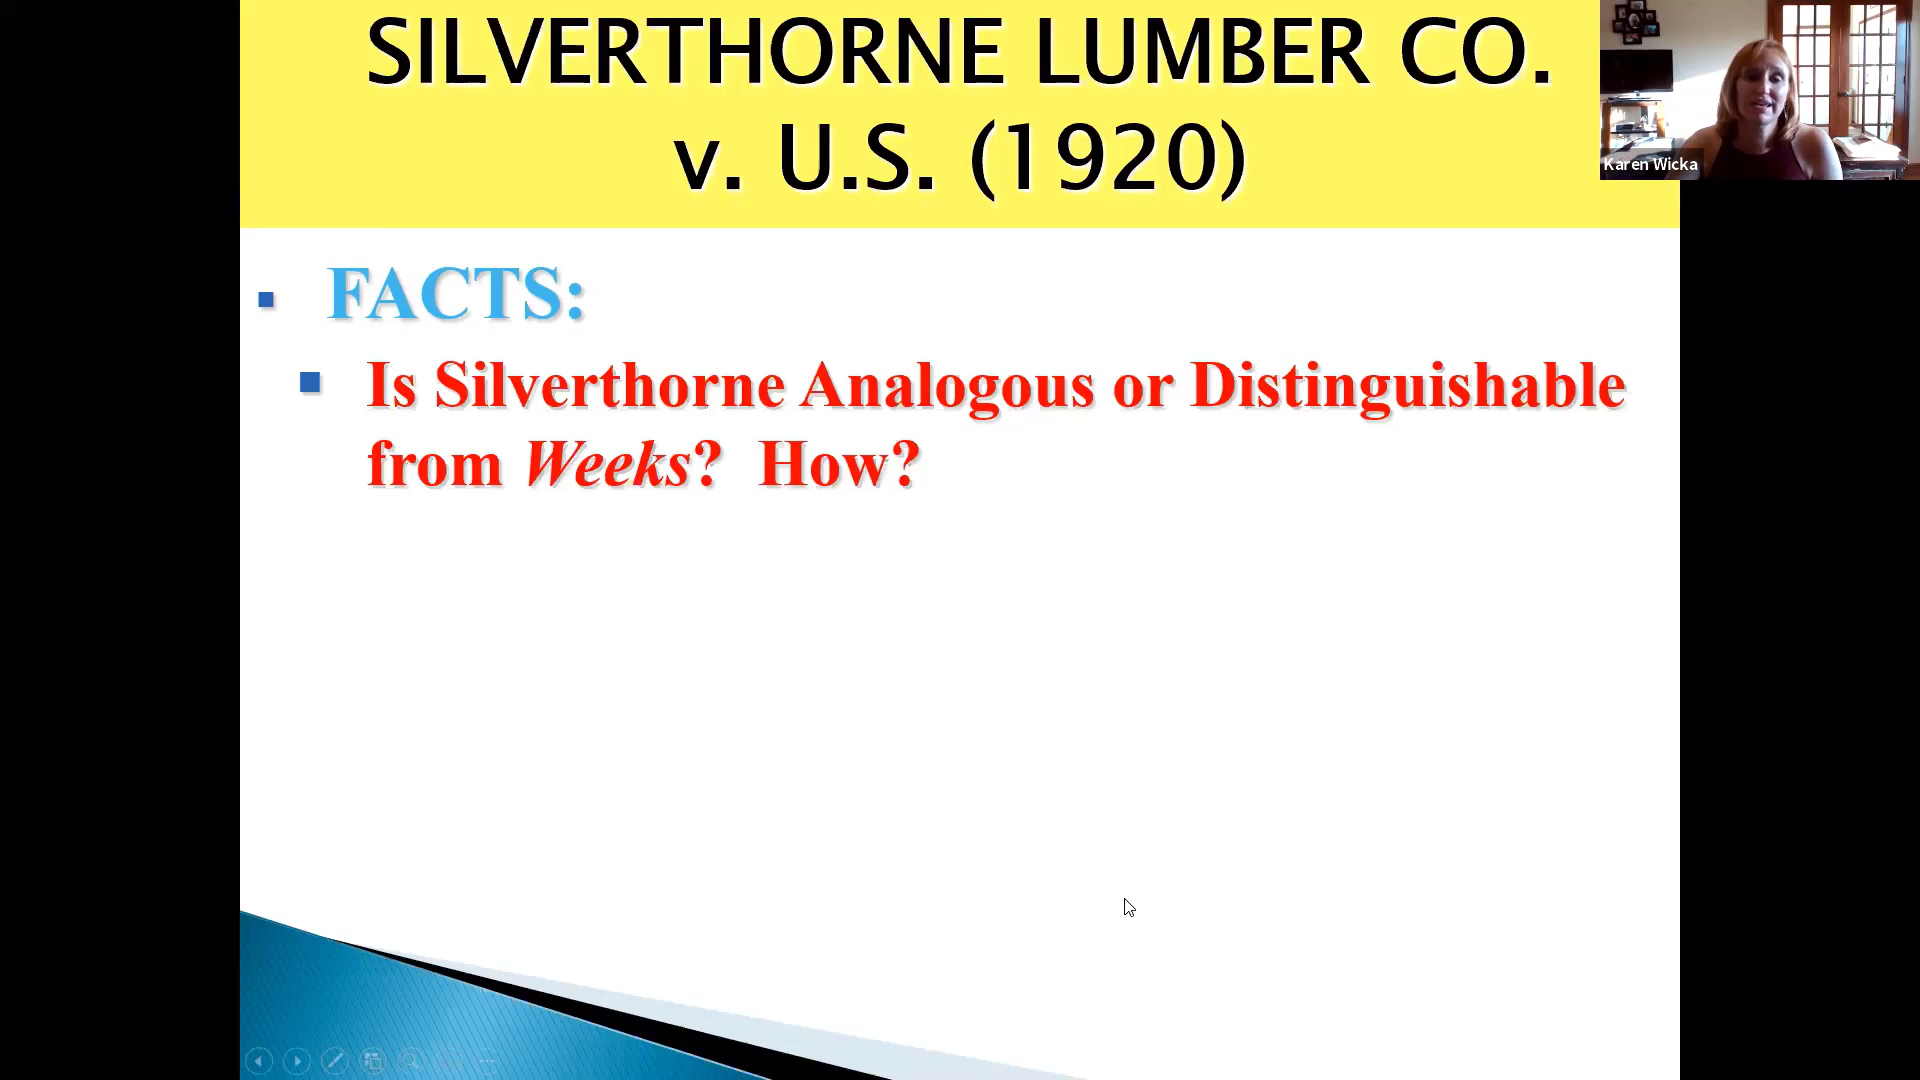 SILVERTHORNE LUMBER CO.
v. U.S. (1920)
Karen Wicka
FACTS:
Is Silverthorne Analogous or Distinguishable
from Weeks? How?